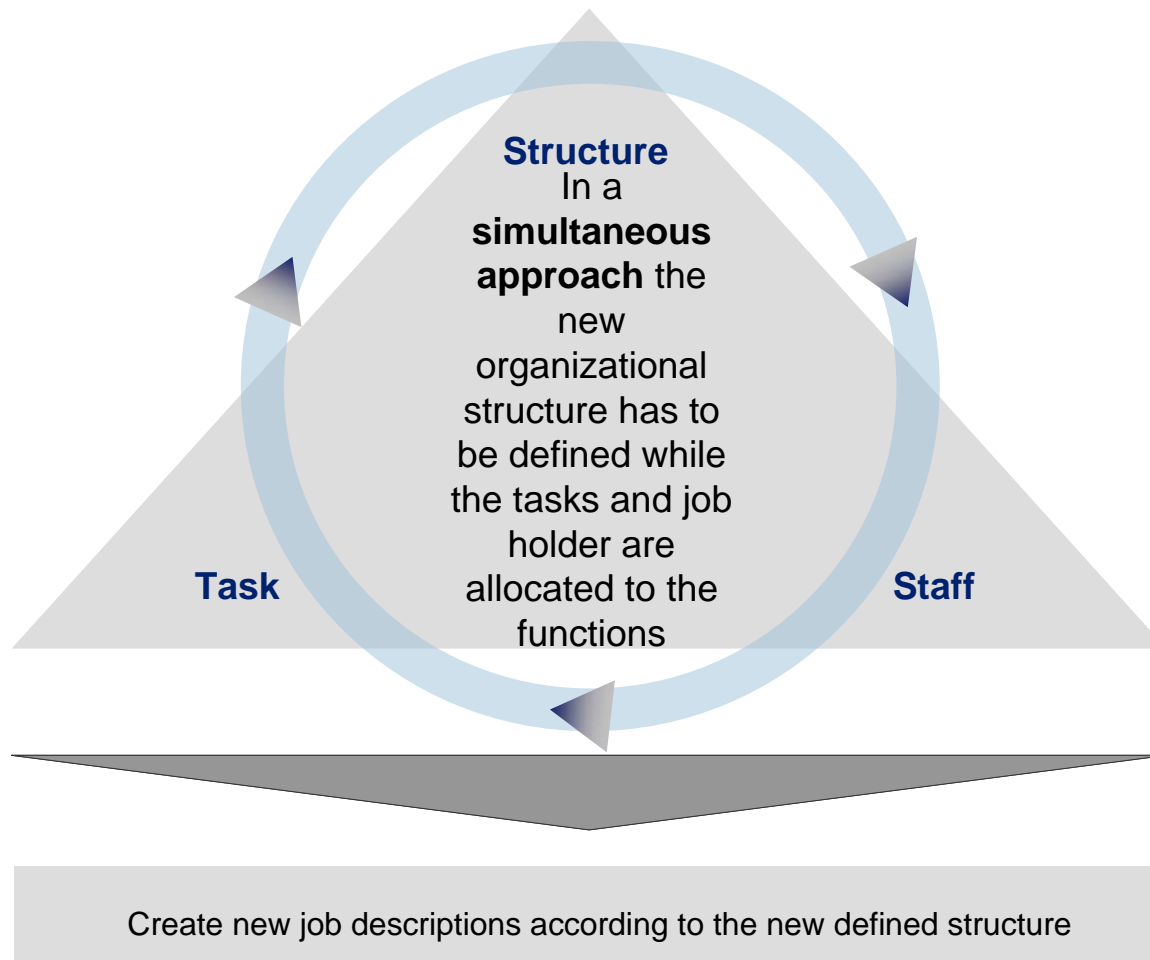 Structure
In a
simultaneous
approach the
new
organizational
structure has to
be defined while
the tasks and job
holder are
allocated to the
functions
Task
Staff
Create new job descriptions according to the new defined structure